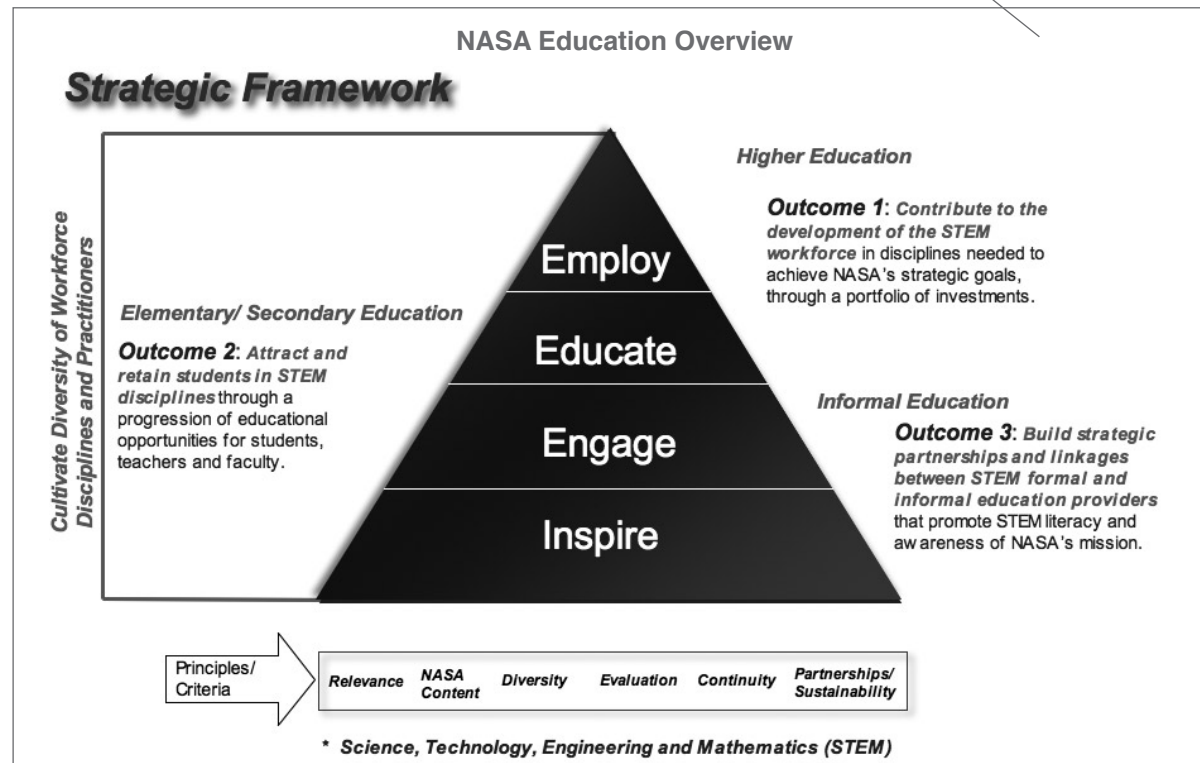 NASA Education Overview
Strategic Framework
Cultivate Diversity of Workforce
Disciplines and Practitioners
Higher Education
Outcome 1: Contribute to the
development of the STEM
workforce in disciplines needed to
achieve NASA's strategic goals,
through a portfolio of investments.
Elementary/ Secondary Education
Outcome 2: Attract and
retain students in STEM
disciplines through a
progression of educational
opportunities for students,
teachers and faculty.
Employ
Educate
Engage
Inspire
Informal Education
Outcome 3: Build strategic
partnerships and linkages
between STEM formal and
informal education providers
that promote STEM literacy and
awareness of NASA's mission.
Principles/
Criteria
Relevance
NASA
Content
Diversity
Evaluation
Continuity
Partnerships/
Sustainability
* Science, Technology, Engineering and Mathematics (STEM)